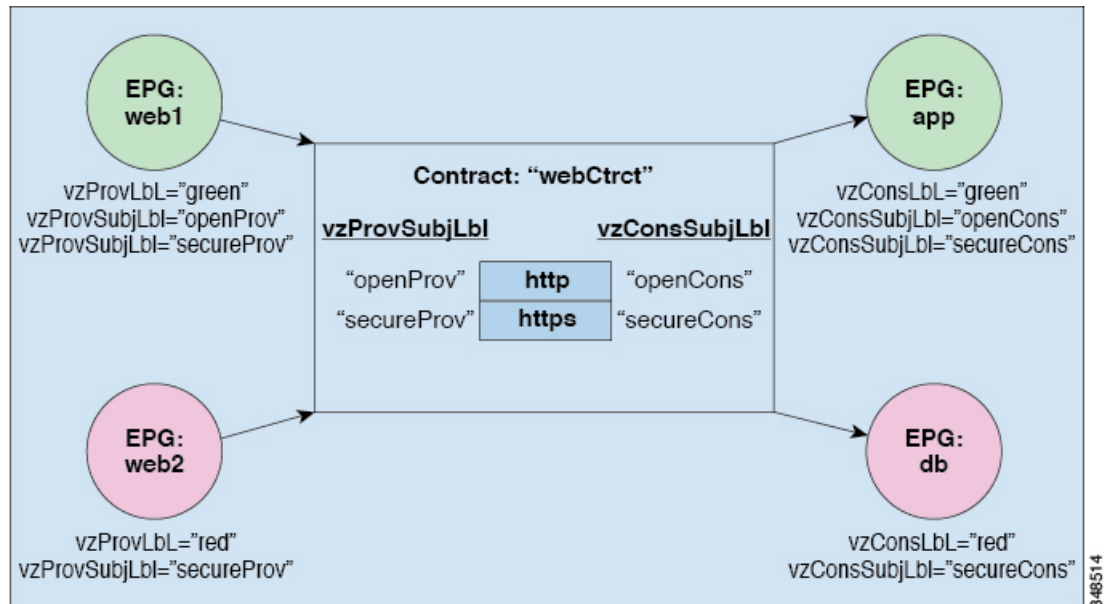 EPG:
web1
vzProvLbL="green"
vzProvSubjLbl="openProv"
vzProvSubjLbl="secureProv"
EPG:
app
vzConsLbL="green"
vzConsSubjLbl="openCons"
vzConsSubjLbl="secureCons"
Contract: “webCtrct”
vzProvSubjLbl vzConsSubjLbl
“openProv” http “openCons”
“secureProv” https “secureCons”
EPG:
web2
vzProvLbL=”red”
vzProvSubjLbl=”secureProv”
EPG:
db
vzConsLbL=”red”
vzConsSubjLbl=”secureCons”
348514